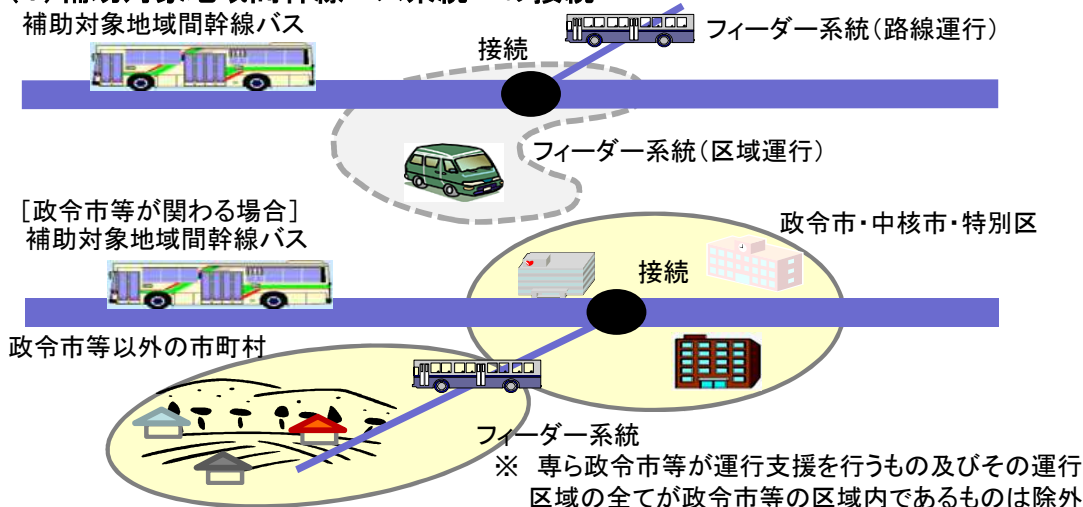 補助対象地域間幹線バス
フィーダー系統(路線運行)
接続
フィーダー系統(区域運行)
[政令市等が関わる場合]
補助対象地域間幹線バス
政令市・中核市・特別区
接続
政令市等以外の市町村
フィーダー系統
※ 専ら政令市等が運行支援を行うもの及びその運行
区域の全てが政令市等の区域内であるものは除外